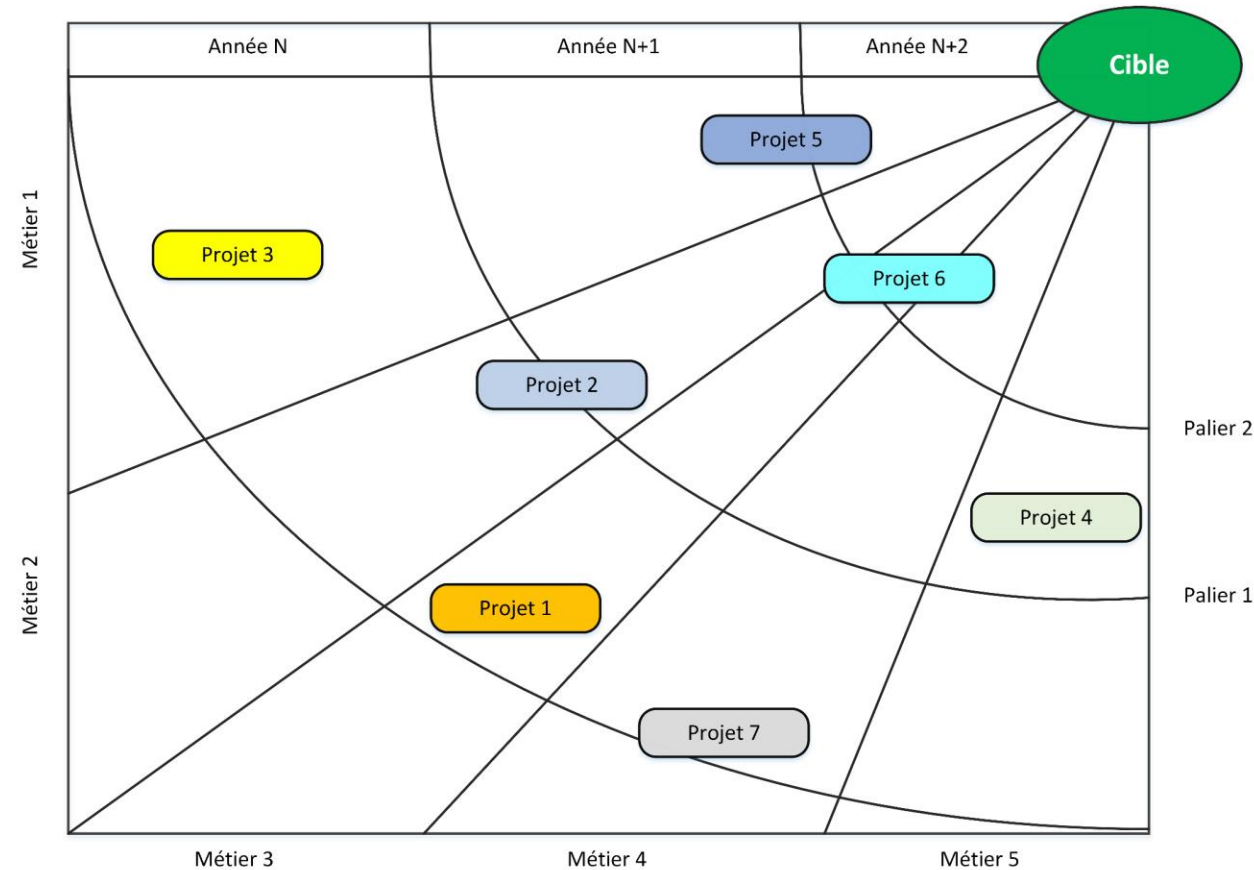 Année N
Année N+1
Année N+2
Cible
Projet 5
Métier 1
Projet 3
Projet 6
Projet 2
Palier 2
Projet 4
Métier 2
Projet 1
Palier 1
Projet 7
Métier 3
Métier 4
Métier 5